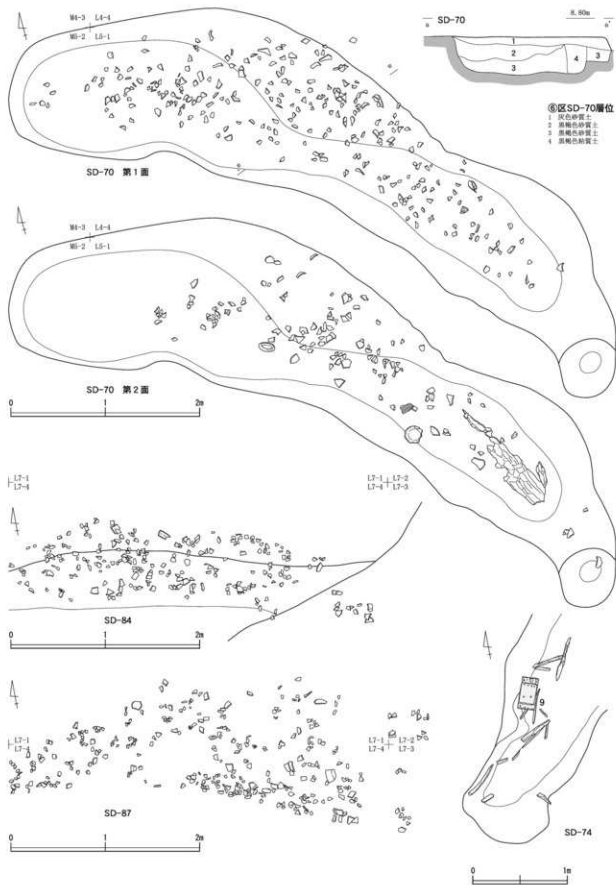 M4-3 L4-4
M5-2 L5-1
SD-70 第1面
SD-70
8.80m
a
a'
1
2
3
4
3
⑥区SD-70層位
1 灰色砂質土
2 黒褐色砂質土
3 黒褐色砂質土
4 黒褐色粘質土
M4-3 L4-4
M5-2 L5-1
SD-70 第2面
0 1 2m
L7-1
L7-4
L7-1 L7-2
L7-4 L7-3
SD-84
0 1 2m
L7-1
L7-4
L7-1 L7-2
L7-4 L7-3
SD-87
0 1 2m
9
SD-74
0 1m